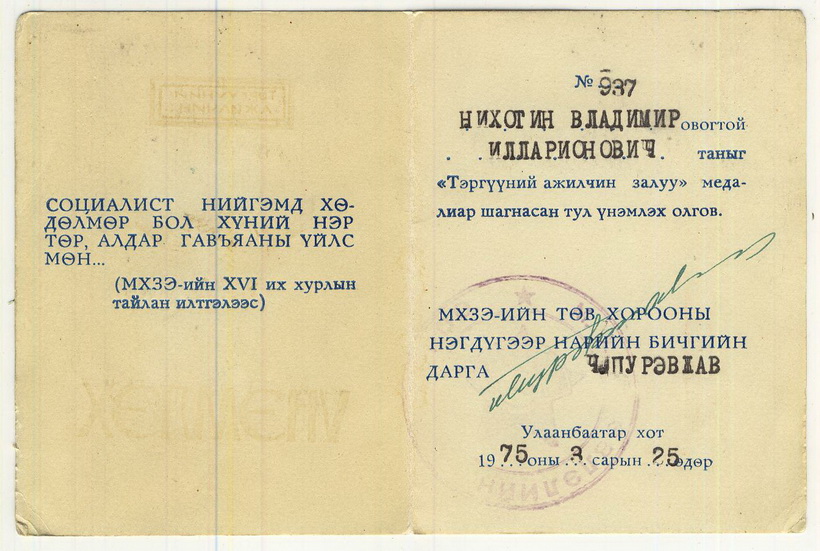 СОЦИАЛИСТ НИЙГЭМД ХӨ-
ДӨЛМӨР БОЛ ХҮНИЙ НЭР
ТӨР, АЛДАР ГАВЪЯАНЫ ҮЙЛС
МӨН...
(МХЗЭ-ийн XVI их хурлын
тайлан илтгэлээс)
№ 937
НИХОТИН ВЛАДИМИР овогтой
ИЛЛАРИОНОВИЧ таныг
«Тэргүүний ажилчин залуу» меда-
лиар шагнасан тул үнэмлэх олгов.
МХЗЭ-ИЙН ТӨВ ХОРООНЫ
НЭГДҮГЭЭР НАРИЙН БИЧГИЙН
ДАРГА Ч.ПУРЭВЖАВ
Улаанбаатар хот
1975 оны 3 сарын 25 өдөр